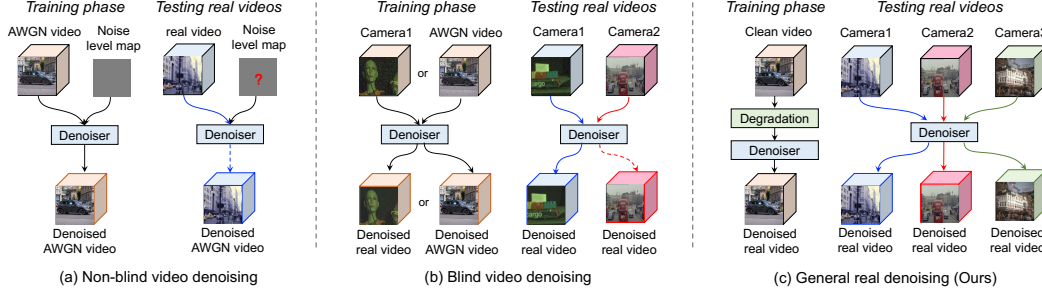 Training phase
Testing real videos
AWGN video
Noise
level map
real video
Noise
level map
?
Denoiser
Denoiser
Denoised
AWGN video
Denoised
AWGN video
(a) Non-blind video denoising
Training phase
Testing real videos
Camera1
AWGN video
Camera1
Camera2
or
Denoiser
Denoiser
or
cargo
Denoised
real video
Denoised
AWGN video
Denoised
real video
Denoised
real video
(b) Blind video denoising
Training phase
Testing real videos
Clean video
Camera1
Camera2
Camera3
Degradation
Denoiser
Denoiser
Denoised
real video
Denoised
real video
Denoised
real video
Denoised
real video
(c) General real denoising (Ours)